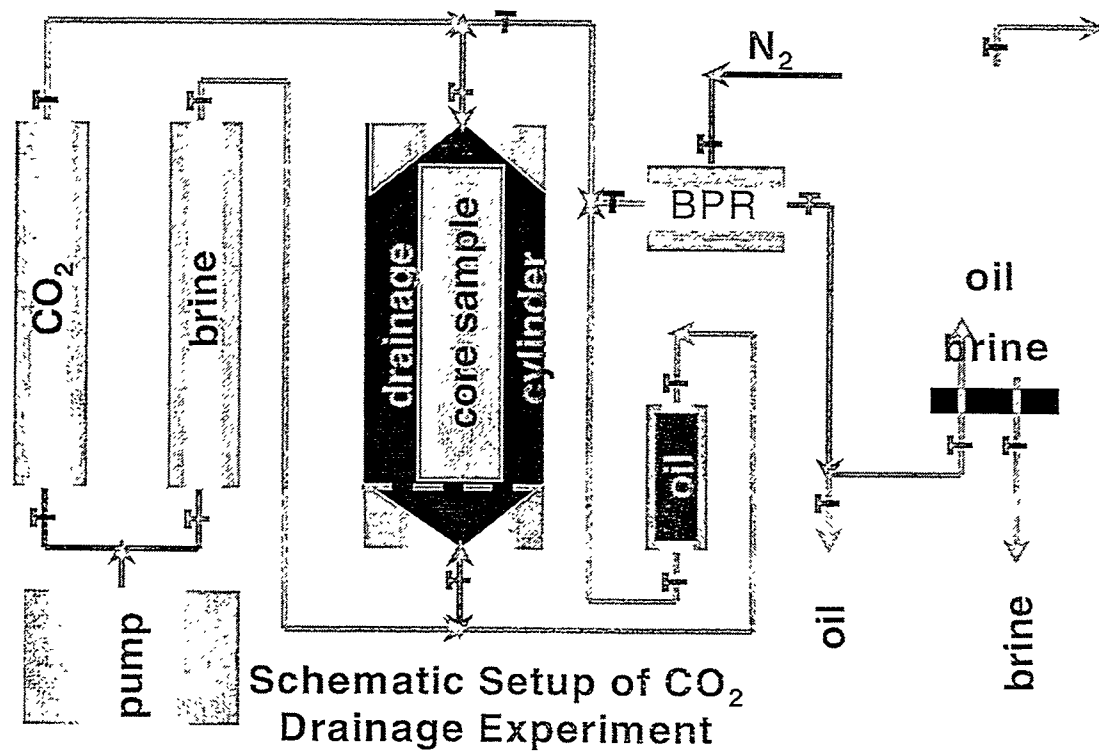 N₂
BPR
CO₂
brine
drainage
core sample
cylinder
oil
oil
brine
oil
brine
pump
Schematic Setup of CO₂
Drainage Experiment